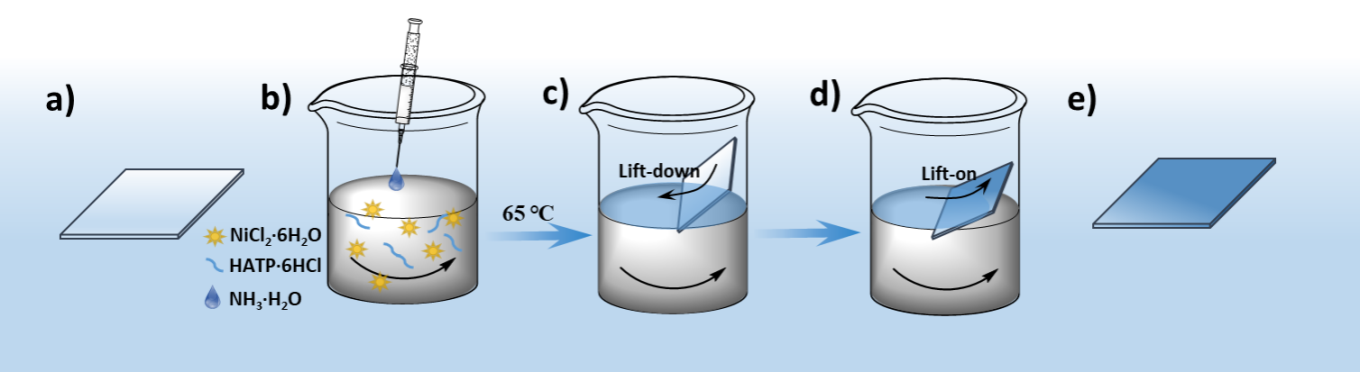 a)
b)
c)
d)
e)
Lift-down
Lift-on
65 ℃
NiCl₂·6H₂O
HATP·6HCl
NH₃·H₂O